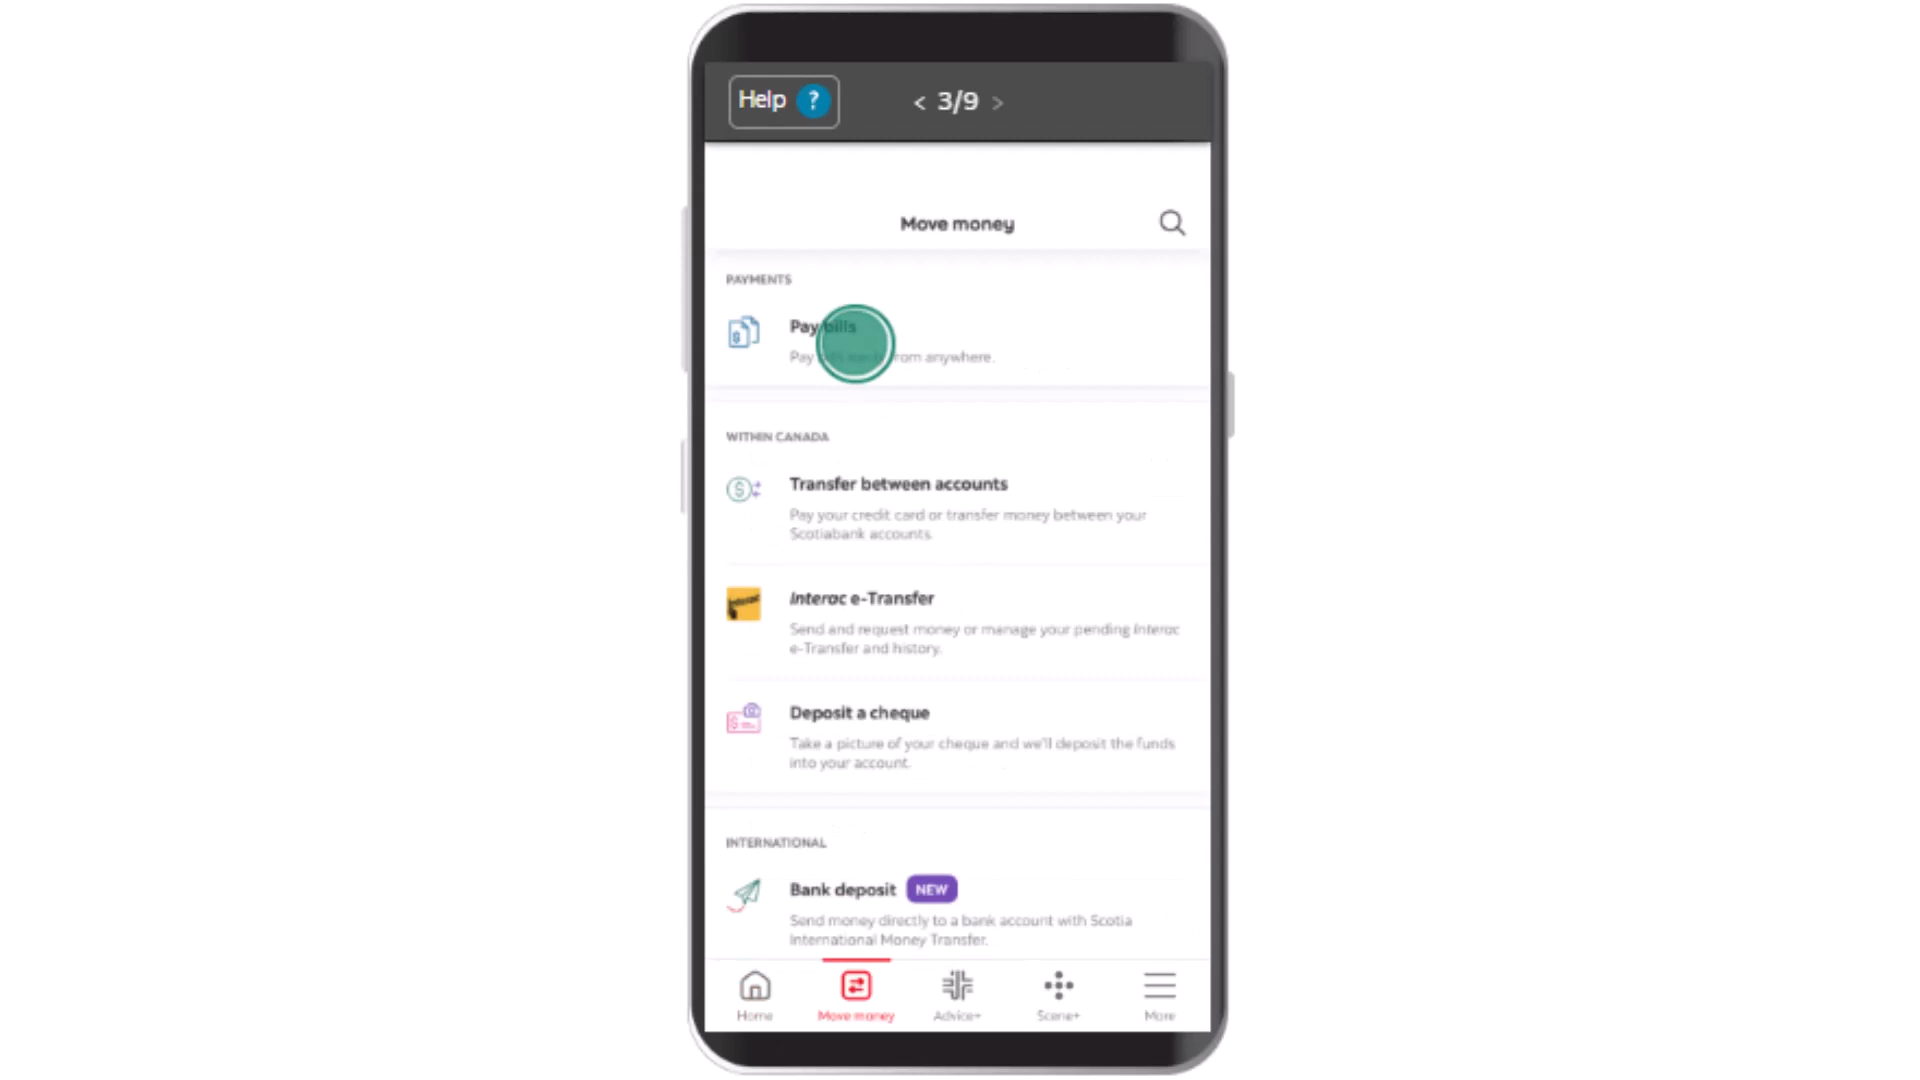 Help ?
< 3/9 >
Move money
PAYMENTS
Pay bills
Pay from anywhere.
WITHIN CANADA
Transfer between accounts
Pay your credit card or transfer money between your
Scotiabank accounts.
Interac e-Transfer
Send and request money or manage your pending Interac
e-Transfer and history.
Deposit a cheque
Take a picture of your cheque and we'll deposit the funds
into your account.
INTERNATIONAL
Bank deposit NEW
Send money directly to a bank account with Scotia
International Money Transfer.
Home
Move money
Advice+
Scene+
More